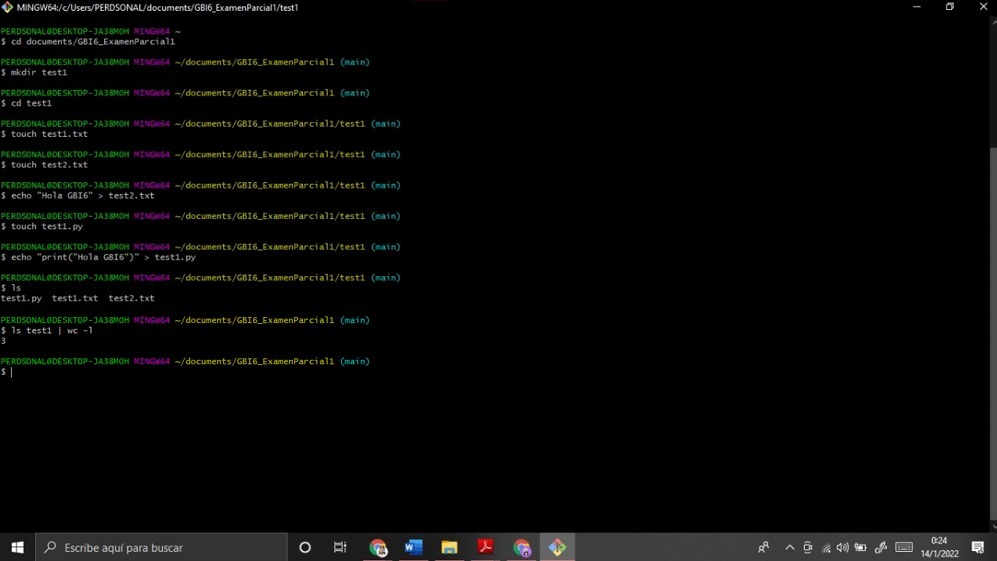 MINGW64:/c/Users/PERDSONAL/documents/GBI6_ExamenParcial1/test1
PERDSONAL@DESKTOP-JA38MOH MINGW64 ~
$ cd documents/GBI6_ExamenParcial1
PERDSONAL@DESKTOP-JA38MOH MINGW64 ~/documents/GBI6_ExamenParcial1 (main)
$ mkdir test1
PERDSONAL@DESKTOP-JA38MOH MINGW64 ~/documents/GBI6_ExamenParcial1 (main)
$ cd test1
PERDSONAL@DESKTOP-JA38MOH MINGW64 ~/documents/GBI6_ExamenParcial1/test1 (main)
$ touch test1.txt
PERDSONAL@DESKTOP-JA38MOH MINGW64 ~/documents/GBI6_ExamenParcial1/test1 (main)
$ touch test2.txt
PERDSONAL@DESKTOP-JA38MOH MINGW64 ~/documents/GBI6_ExamenParcial1/test1 (main)
$ echo "Hola GBI6" > test2.txt
PERDSONAL@DESKTOP-JA38MOH MINGW64 ~/documents/GBI6_ExamenParcial1/test1 (main)
$ touch test1.py
PERDSONAL@DESKTOP-JA38MOH MINGW64 ~/documents/GBI6_ExamenParcial1/test1 (main)
$ echo "print("Hola GBI6")" > test1.py
PERDSONAL@DESKTOP-JA38MOH MINGW64 ~/documents/GBI6_ExamenParcial1/test1 (main)
$ ls
test1.py test1.txt test2.txt
PERDSONAL@DESKTOP-JA38MOH MINGW64 ~/documents/GBI6_ExamenParcial1 (main)
$ ls test1 | wc -l
3
PERDSONAL@DESKTOP-JA38MOH MINGW64 ~/documents/GBI6_ExamenParcial1 (main)
$
Escribe aquí para buscar
0:24
14/1/2022